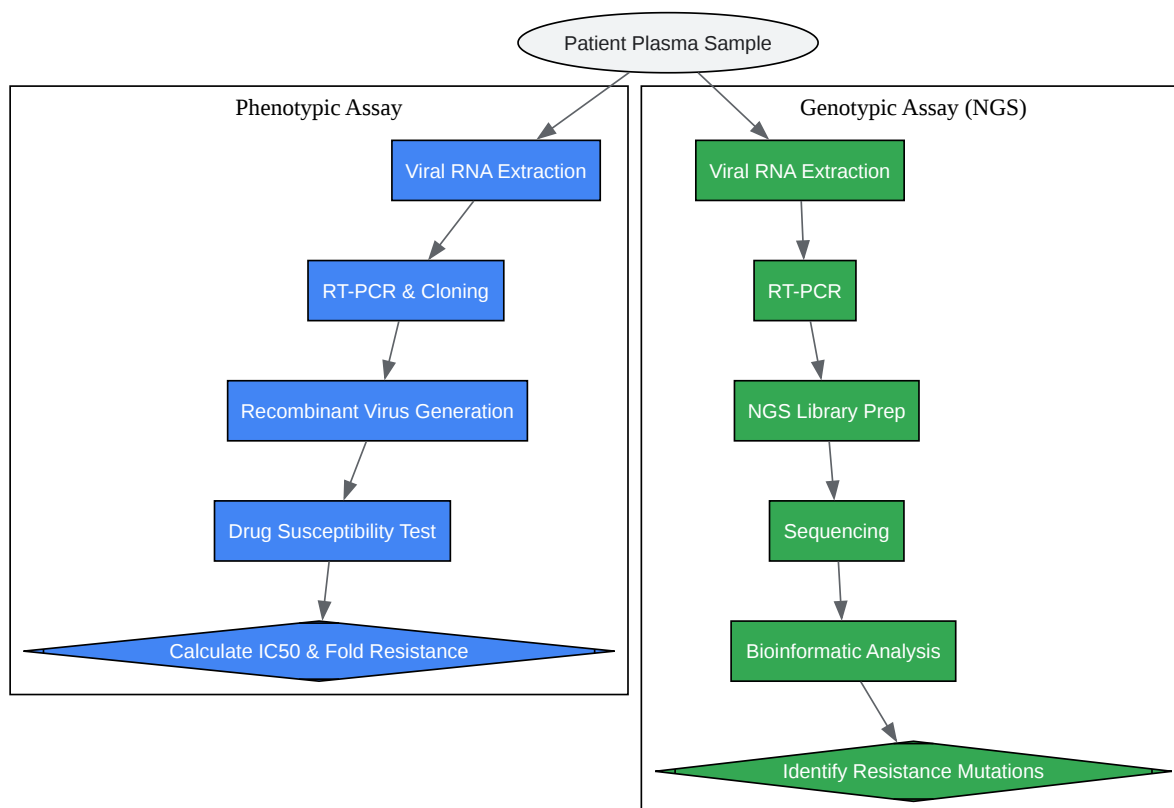 Patient Plasma Sample
Phenotypic Assay
Viral RNA Extraction
RT-PCR & Cloning
Recombinant Virus Generation
Drug Susceptibility Test
Calculate IC50 & Fold Resistance
Genotypic Assay (NGS)
Viral RNA Extraction
RT-PCR
NGS Library Prep
Sequencing
Bioinformatic Analysis
Identify Resistance Mutations